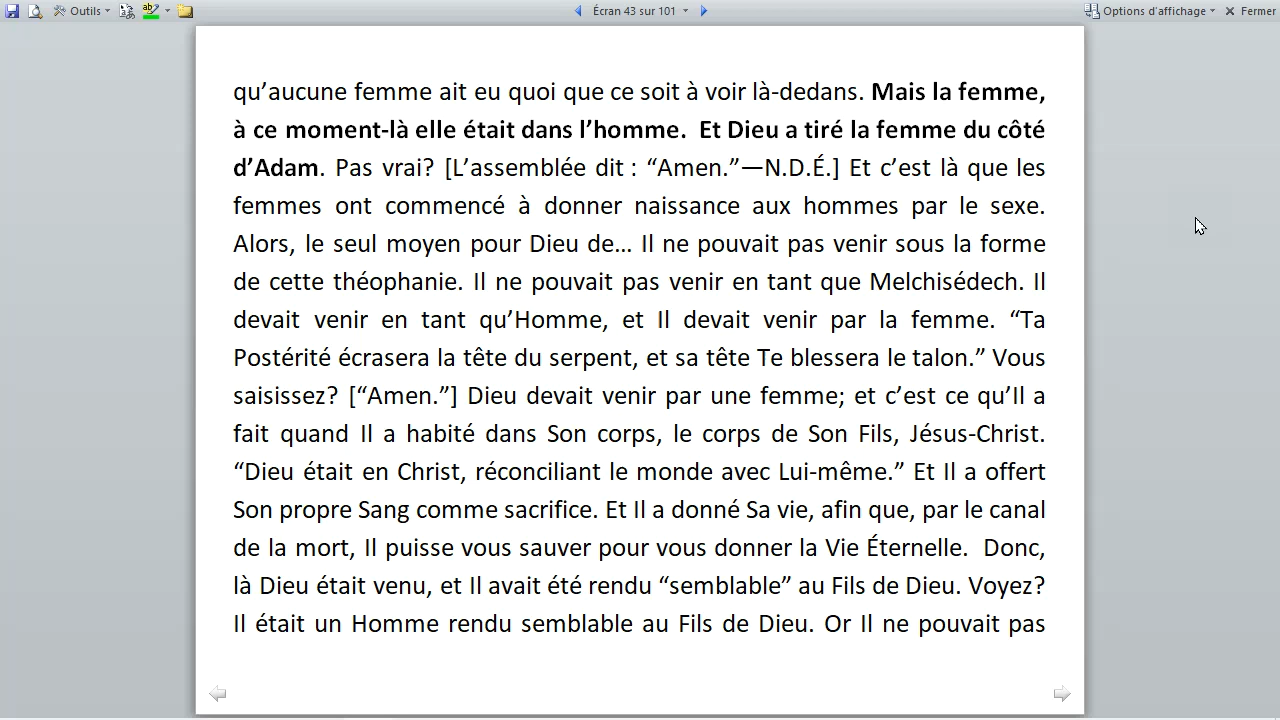 Outils
Écran 43 sur 101
Options d'affichage
Fermer
qu’aucune femme ait eu quoi que ce soit à voir là-dedans. Mais la femme,
à ce moment-là elle était dans l’homme.  Et Dieu a tiré la femme du côté
d’Adam. Pas vrai? [L’assemblée dit : “Amen.”—N.D.É.] Et c’est là que les
femmes ont commencé à donner naissance aux hommes par le sexe.
Alors, le seul moyen pour Dieu de… Il ne pouvait pas venir sous la forme
de cette théophanie. Il ne pouvait pas venir en tant que Melchisédech. Il
devait venir en tant qu’Homme, et Il devait venir par la femme. “Ta
Postérité écrasera la tête du serpent, et sa tête Te blessera le talon.” Vous
saisissez? [“Amen.”] Dieu devait venir par une femme; et c’est ce qu’Il a
fait quand Il a habité dans Son corps, le corps de Son Fils, Jésus-Christ.
“Dieu était en Christ, réconciliant le monde avec Lui-même.” Et Il a offert
Son propre Sang comme sacrifice. Et Il a donné Sa vie, afin que, par le canal
de la mort, Il puisse vous sauver pour vous donner la Vie Éternelle.  Donc,
là Dieu était venu, et Il avait été rendu “semblable” au Fils de Dieu. Voyez?
Il était un Homme rendu semblable au Fils de Dieu. Or Il ne pouvait pas